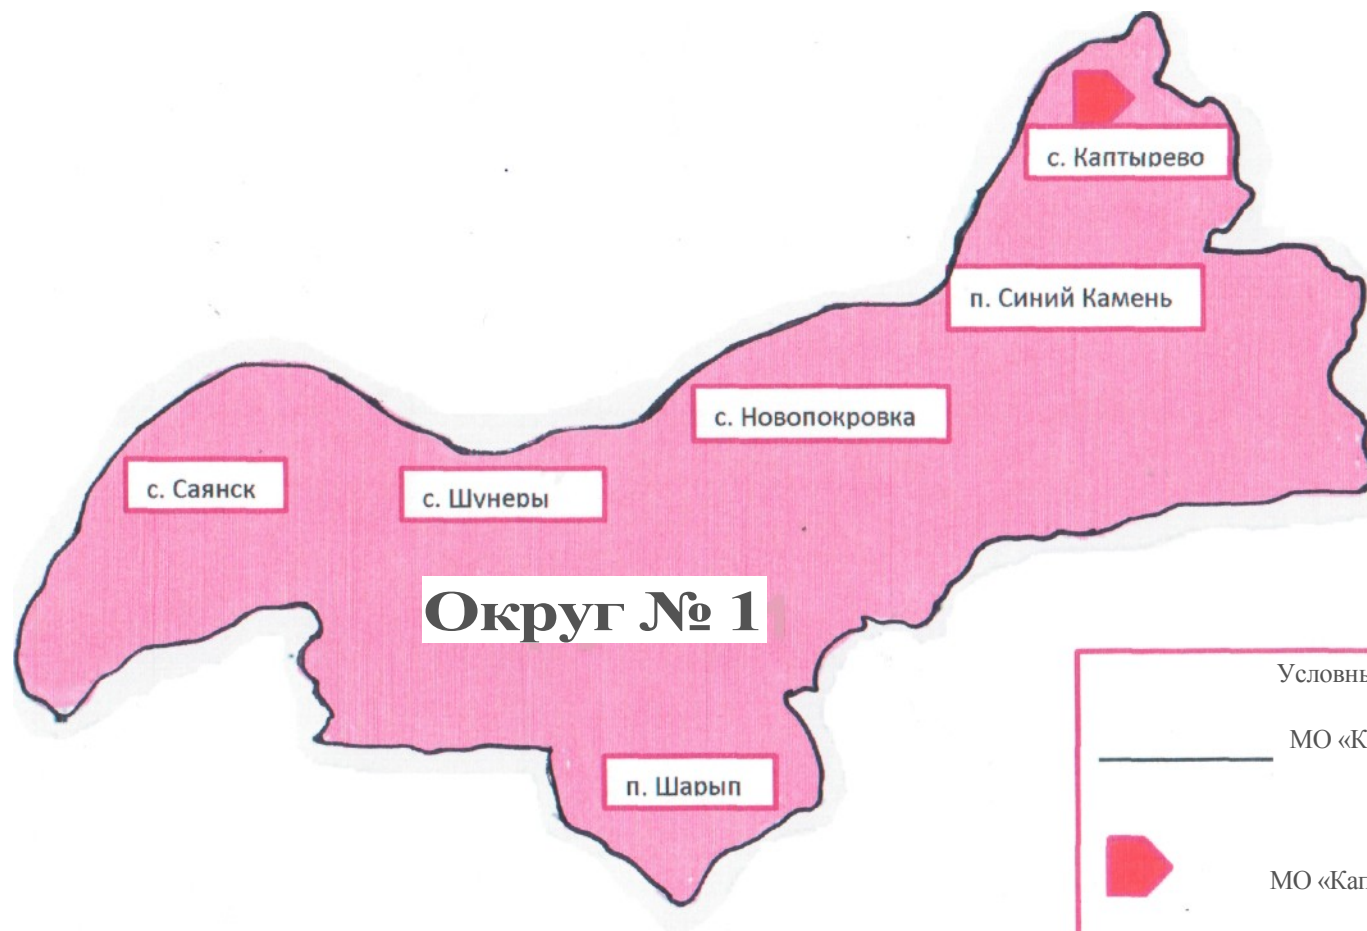 с. Каптырево
п. Синий Камень
с. Новопокровка
с. Саянск
с. Шунеры
Округ № 1
п. Шарып
Условны
МО «К
МО «Кап